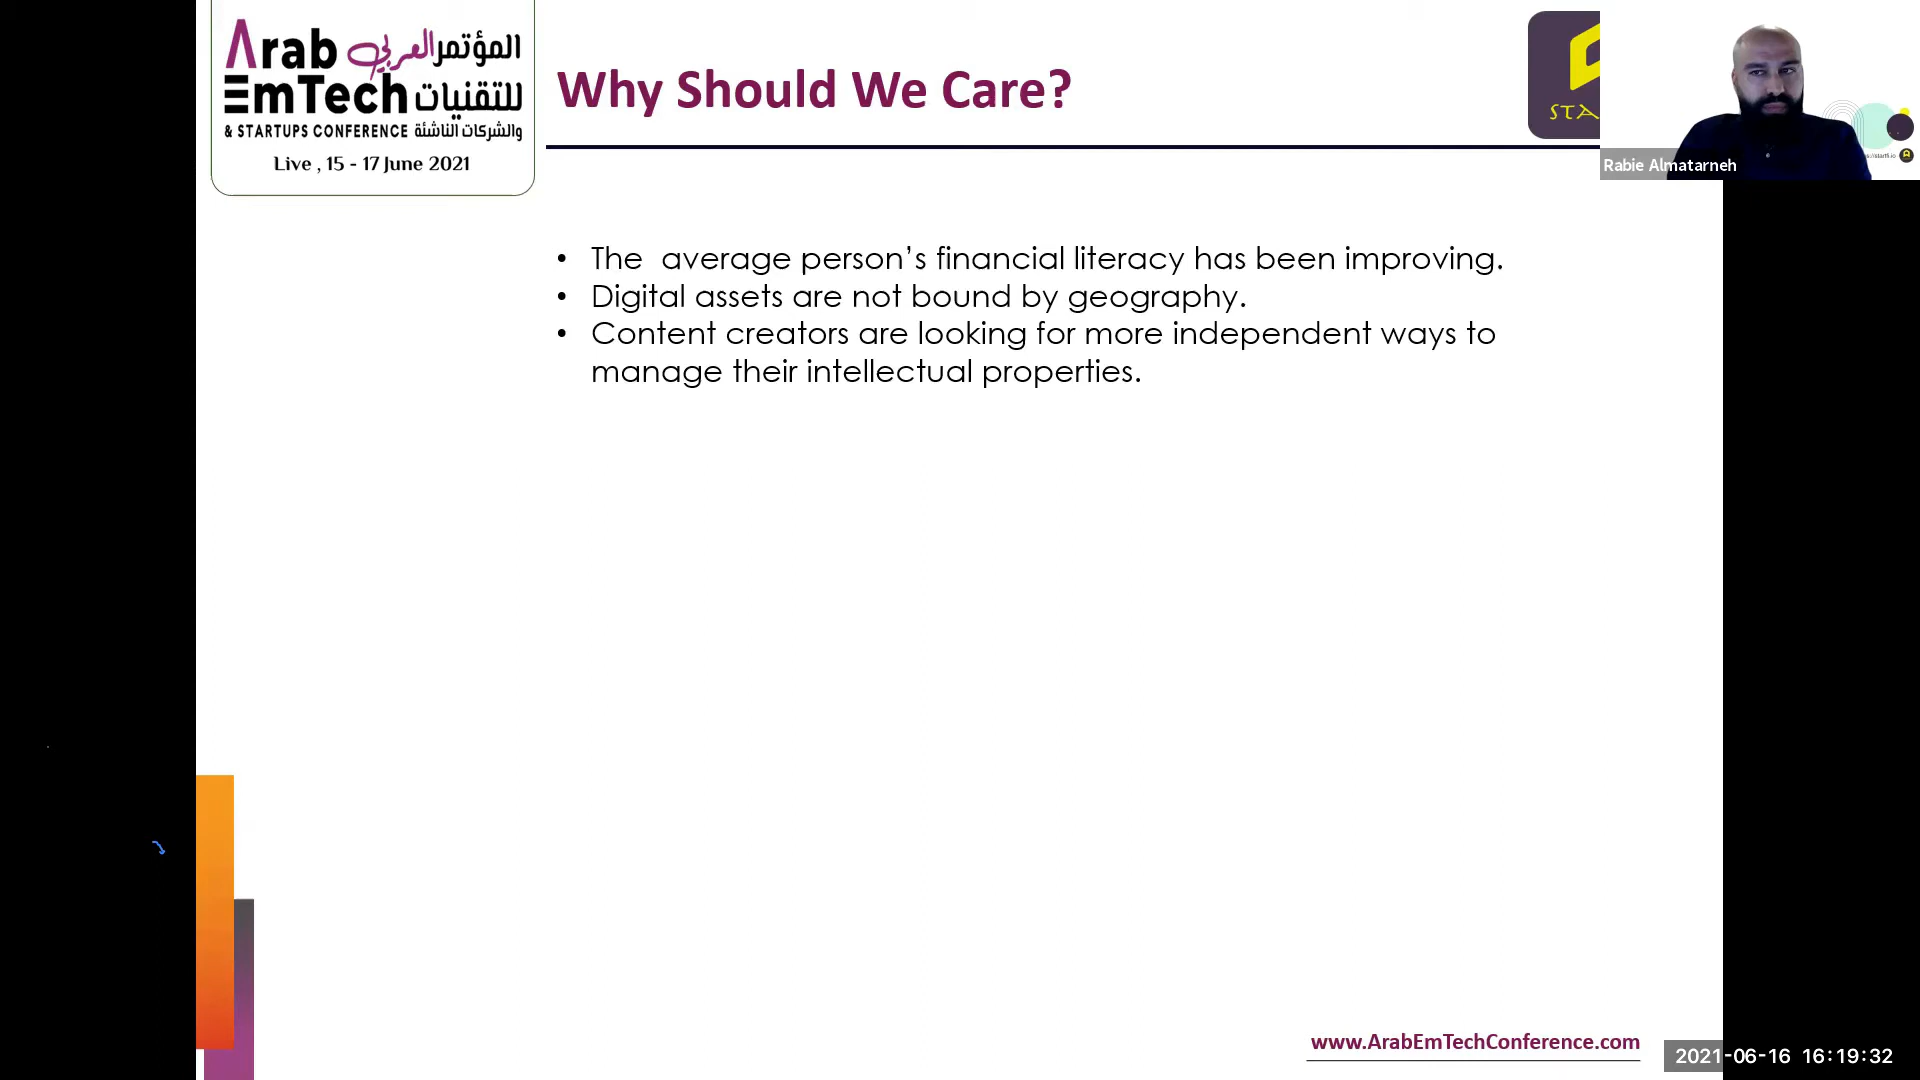 Arab المؤتمر العربي
EmTech للتقنيات
& STARTUPS CONFERENCE والشركات الناشئة
Live , 15 - 17 June 2021
Why Should We Care?
Rabie Almatarneh
• The  average person’s financial literacy has been improving.
• Digital assets are not bound by geography.
• Content creators are looking for more independent ways to
manage their intellectual properties.
www.ArabEmTechConference.com
2021-06-16 16:19:32